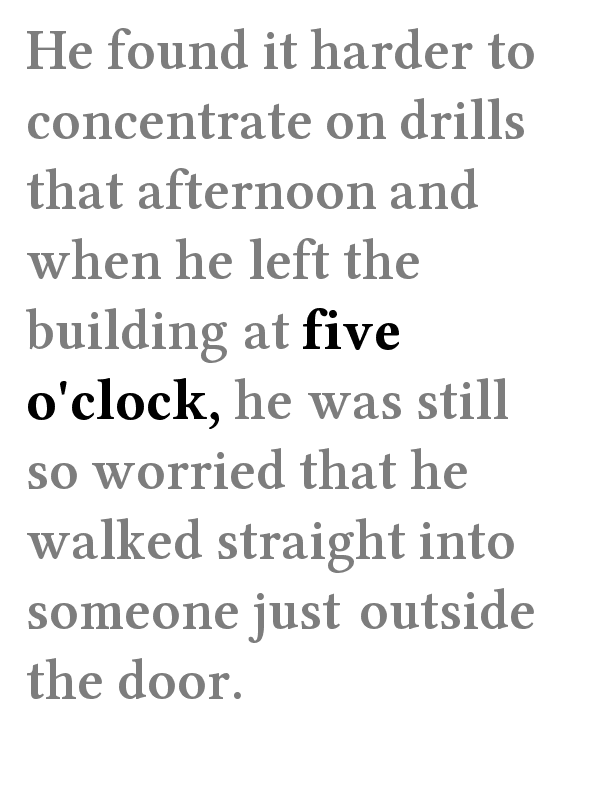 He found it harder to
concentrate on drills
that afternoon and
when he left the
building at five
o'clock, he was still
so worried that he
walked straight into
someone just outside
the door.